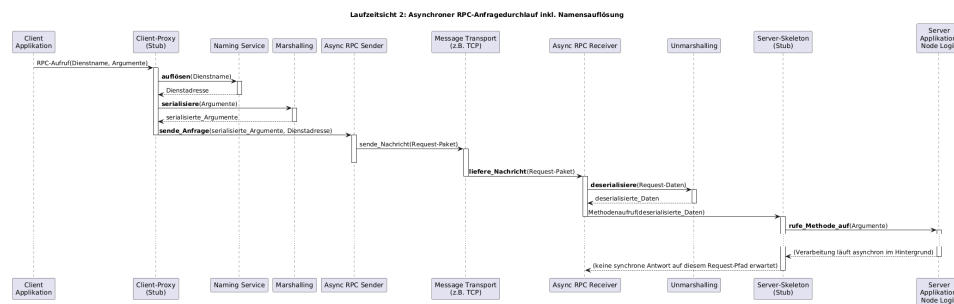 Laufzeitsicht 2: Asynchroner RPC-Anfragedurchlauf inkl. Namensauflösung
Client
Applikation
Client-Proxy
(Stub)
Naming Service
Marshalling
Async RPC Sender
Message Transport
(z.B. TCP)
Async RPC Receiver
Unmarshalling
Server-Skeleton
(Stub)
Server
Applikation
Node Logi
RPC-Aufruf(Dienstname, Argumente)
auflösen(Dienstname)
Dienstadresse
serialisiere(Argumente)
serialisierte_Argumente
sende_Anfrage(serialisierte_Argumente, Dienstadresse)
sende_Nachricht(Request-Paket)
liefere_Nachricht(Request-Paket)
deserialisiere(Request-Daten)
deserialisierte_Daten
Methodenaufruf(deserialisierte_Daten)
rufe_Methode_auf(Argumente)
(Verarbeitung läuft asynchron im Hintergrund)
(keine synchrone Antwort auf diesem Request-Pfad erwartet)
Client
Applikation
Client-Proxy
(Stub)
Naming Service
Marshalling
Async RPC Sender
Message Transport
(z.B. TCP)
Async RPC Receiver
Unmarshalling
Server-Skeleton
(Stub)
Server
Applikation
Node Logi